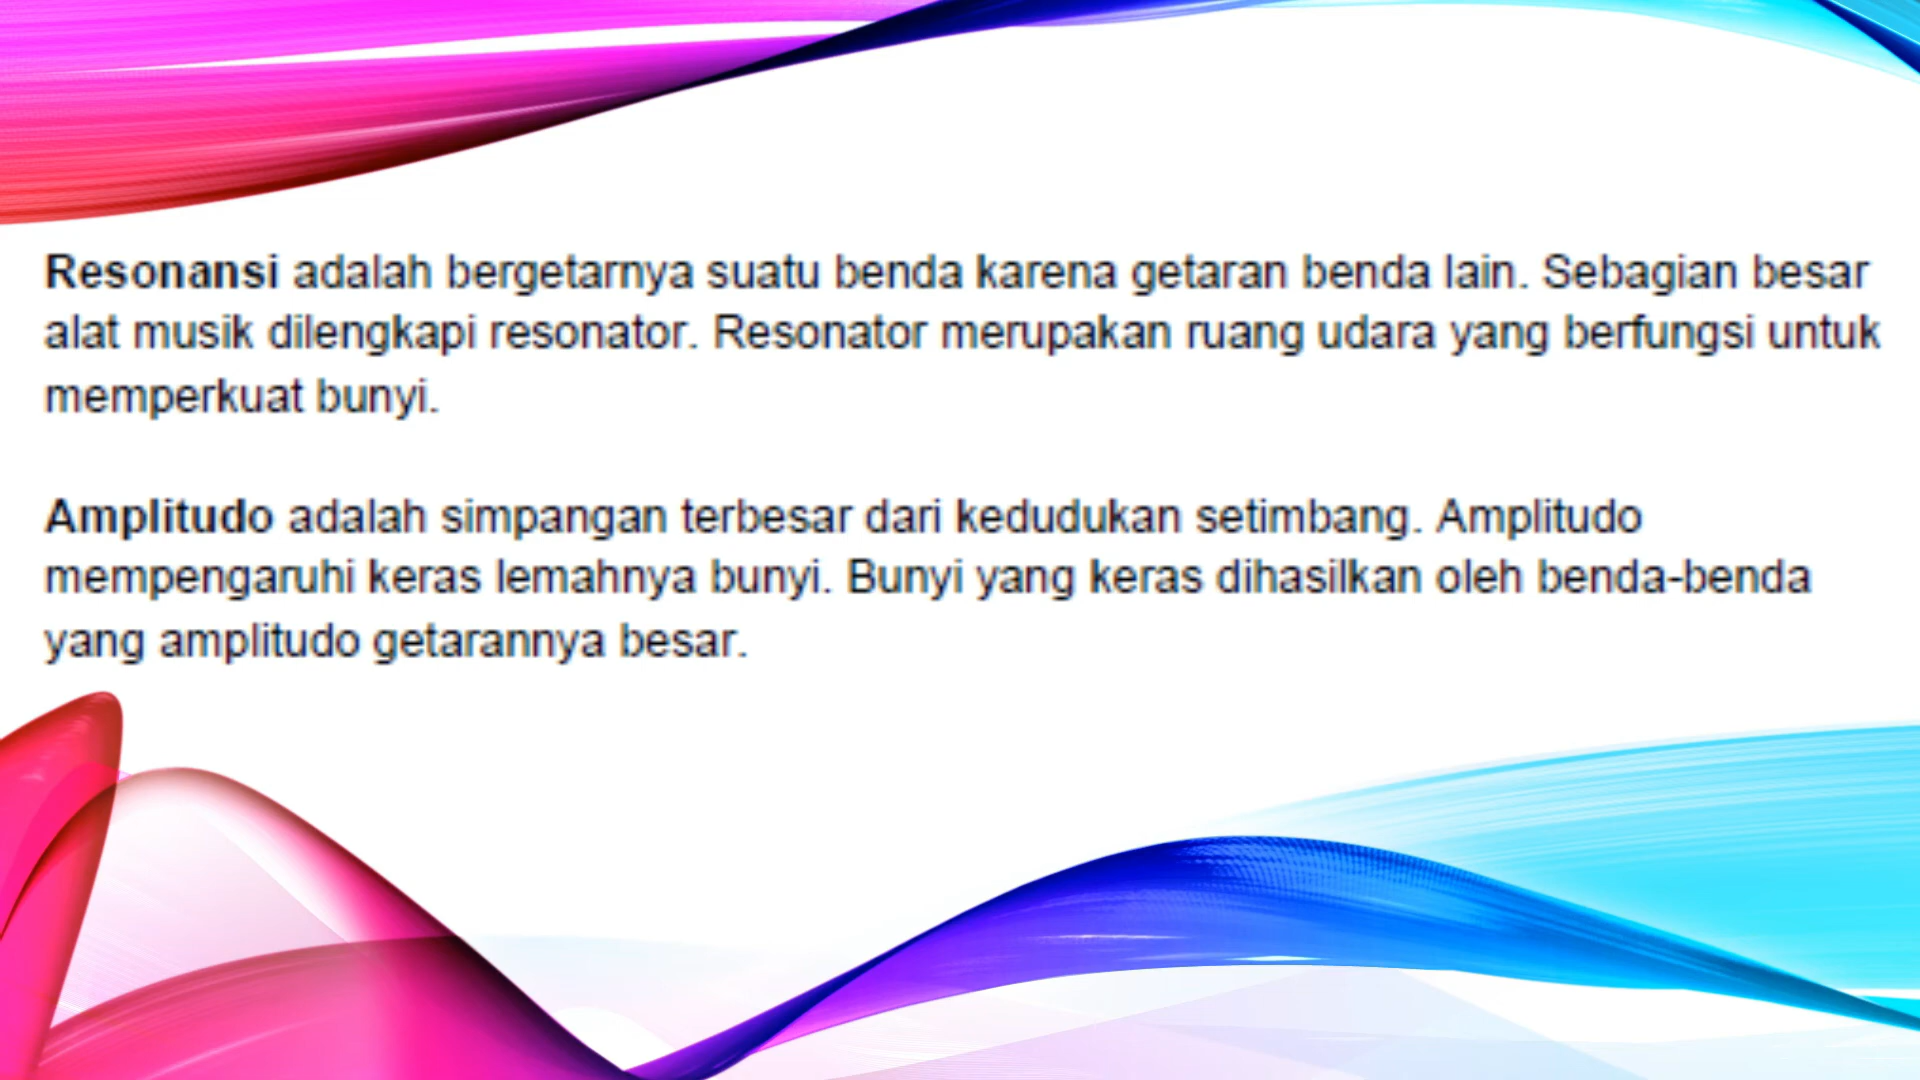 Resonansi adalah bergetarnya suatu benda karena getaran benda lain. Sebagian besar
alat musik dilengkapi resonator. Resonator merupakan ruang udara yang berfungsi untuk
memperkuat bunyi.
Amplitudo adalah simpangan terbesar dari kedudukan setimbang. Amplitudo
mempengaruhi keras lemahnya bunyi. Bunyi yang keras dihasilkan oleh benda-benda
yang amplitudo getarannya besar.